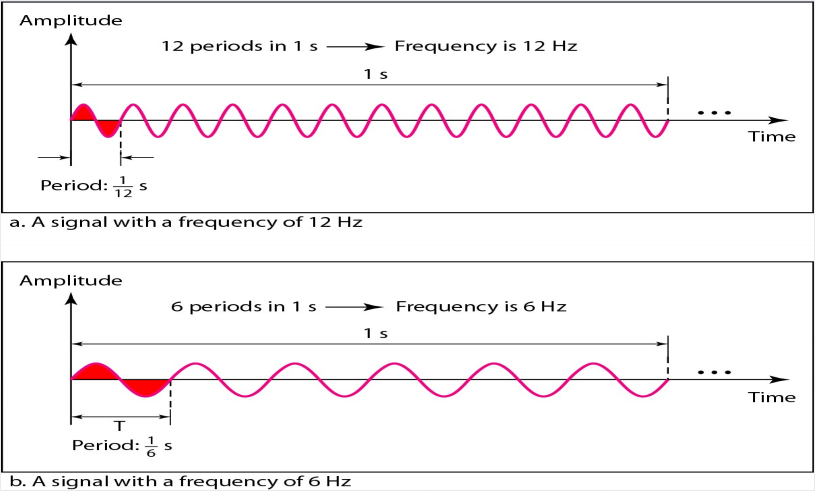 Amplitude
12 periods in 1 s Frequency is 12 Hz
1 s
• • •
Time
Period: 1/12 s
a. A signal with a frequency of 12 Hz
Amplitude
6 periods in 1 s Frequency is 6 Hz
1 s
• • •
Time
T
Period: 1/6 s
b. A signal with a frequency of 6 Hz